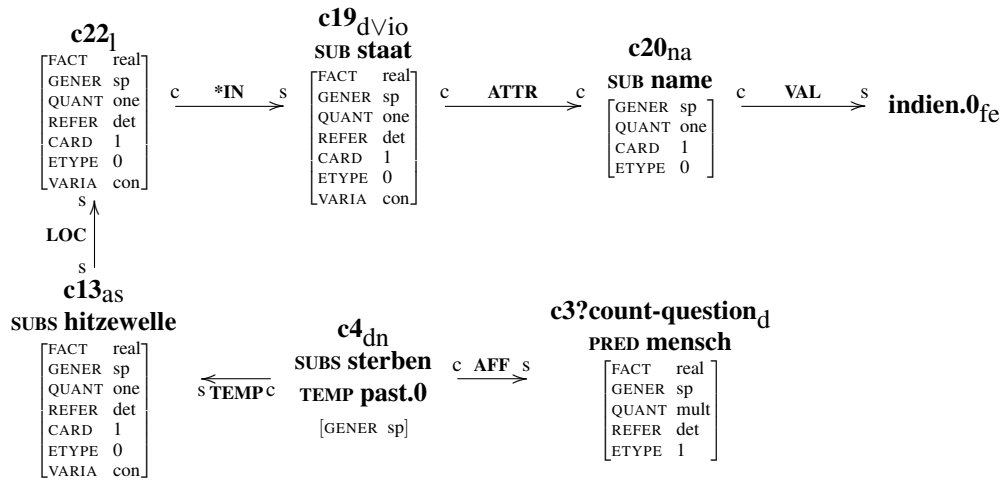 c22l
FACT real
GENER sp
QUANT one
REFER det
CARD 1
ETYPE 0
VARIA con
c *IN s
c19d∨io
SUB staat
FACT real
GENER sp
QUANT one
REFER det
CARD 1
ETYPE 0
VARIA con
c ATTR c
c20na
SUB name
GENER sp
QUANT one
CARD 1
ETYPE 0
c VAL s
indien.0fe
s
LOC
s
c13as
SUBS hitzewelle
FACT real
GENER sp
QUANT one
REFER det
CARD 1
ETYPE 0
VARIA con
s TEMP c
c4dn
SUBS sterben
TEMP past.0
[GENER sp]
c AFF s
c3?count-questiond
PRED mensch
FACT real
GENER sp
QUANT mult
REFER det
ETYPE 1